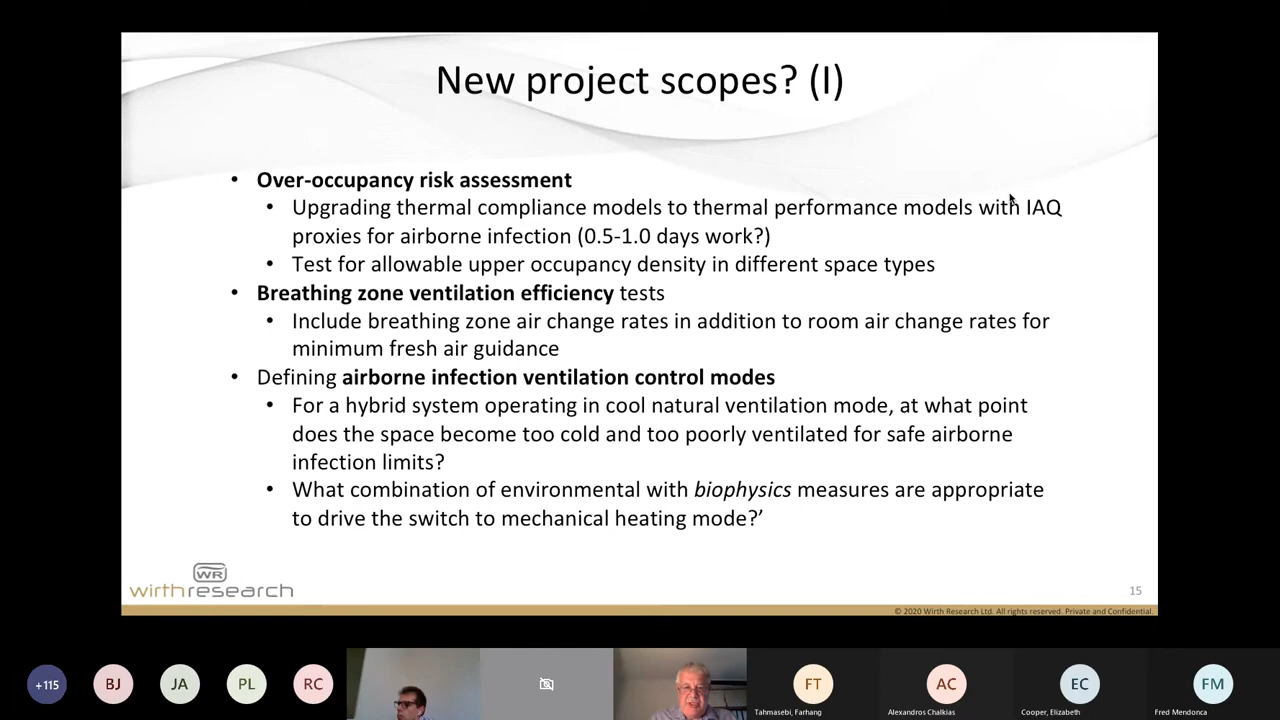 New project scopes? (I)
• Over-occupancy risk assessment
• Upgrading thermal compliance models to thermal performance models with IAQ
proxies for airborne infection (0.5-1.0 days work?)
• Test for allowable upper occupancy density in different space types
• Breathing zone ventilation efficiency tests
• Include breathing zone air change rates in addition to room air change rates for
minimum fresh air guidance
• Defining airborne infection ventilation control modes
• For a hybrid system operating in cool natural ventilation mode, at what point
does the space become too cold and too poorly ventilated for safe airborne
infection limits?
• What combination of environmental with biophysics measures are appropriate
to drive the switch to mechanical heating mode?’
WR
wirthresearch
15
© 2020 Wirth Research Ltd. All rights reserved. Private and Confidential.
+115
BJ
JA
PL
RC
FT
AC
EC
FM
Tahmasebi, Farhang
Alexandros Chalkias
Cooper, Elizabeth
Fred Mendonca